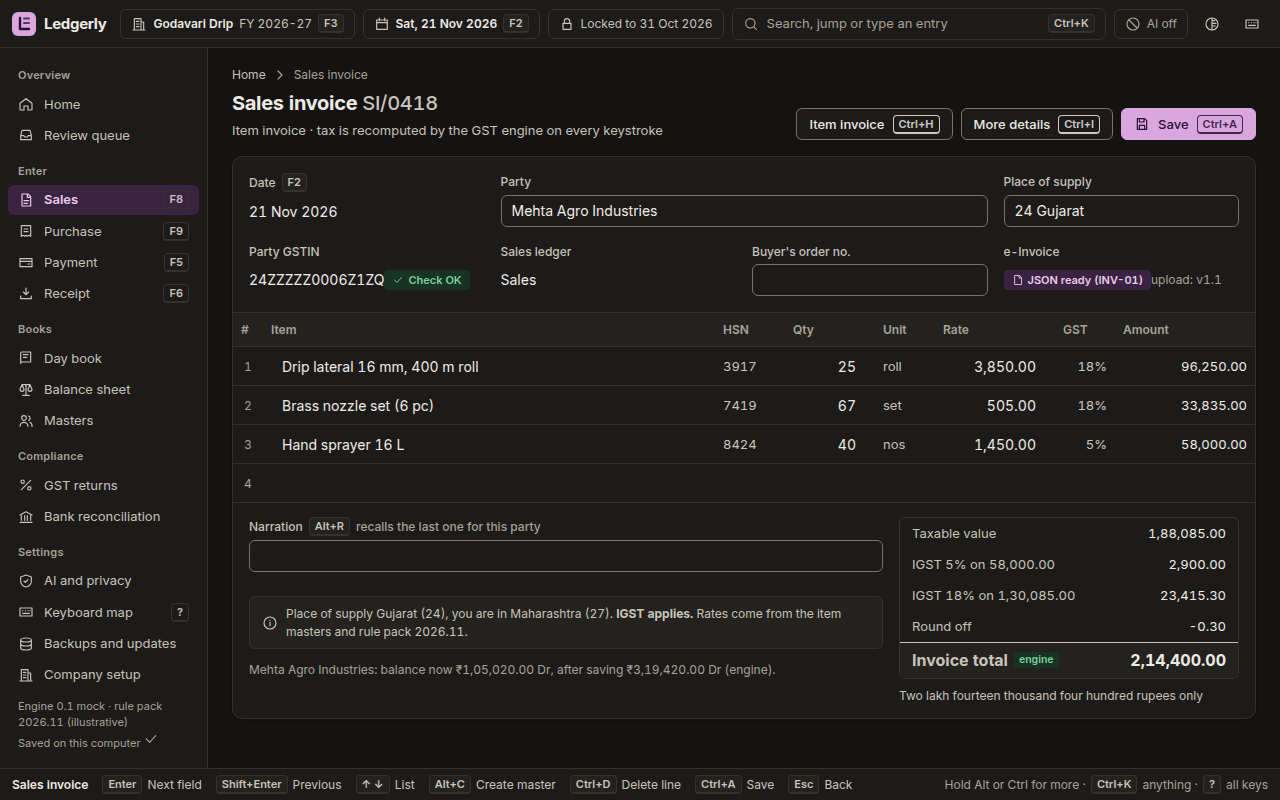 Ledgerly
Godavari Drip FY 2026-27 F3
Sat, 21 Nov 2026 F2
Locked to 31 Oct 2026
Search, jump or type an entry Ctrl+K
AI off
Overview
Home
Review queue
Enter
Sales F8
Purchase F9
Payment F5
Receipt F6
Books
Day book
Balance sheet
Masters
Compliance
GST returns
Bank reconciliation
Settings
AI and privacy
Keyboard map ?
Backups and updates
Company setup
Engine 0.1 mock · rule pack
2026.11 (illustrative)
Saved on this computer
Home > Sales invoice
Sales invoice SI/0418
Item invoice · tax is recomputed by the GST engine on every keystroke
Item invoice Ctrl+H
More details Ctrl+I
Save Ctrl+A
Date F2
21 Nov 2026
Party
Mehta Agro Industries
Place of supply
24 Gujarat
Party GSTIN
24ZZZZZ0006Z1ZQ Check OK
Sales ledger
Sales
Buyer's order no.
e-Invoice
JSON ready (INV-01) upload: v1.1
# Item HSN Qty Unit Rate GST Amount
1 Drip lateral 16 mm, 400 m roll 3917 25 roll 3,850.00 18% 96,250.00
2 Brass nozzle set (6 pc) 7419 67 set 505.00 18% 33,835.00
3 Hand sprayer 16 L 8424 40 nos 1,450.00 5% 58,000.00
4
Narration Alt+R recalls the last one for this party
Place of supply Gujarat (24), you are in Maharashtra (27). IGST applies. Rates come from the item
masters and rule pack 2026.11.
Mehta Agro Industries: balance now ₹1,05,020.00 Dr, after saving ₹3,19,420.00 Dr (engine).
Taxable value 1,88,085.00
IGST 5% on 58,000.00 2,900.00
IGST 18% on 1,30,085.00 23,415.30
Round off -0.30
Invoice total engine 2,14,400.00
Two lakh fourteen thousand four hundred rupees only
Sales invoice Enter Next field Shift+Enter Previous ↑↓ List Alt+C Create master Ctrl+D Delete line Ctrl+A Save Esc Back Hold Alt or Ctrl for more · Ctrl+K anything · ? all keys